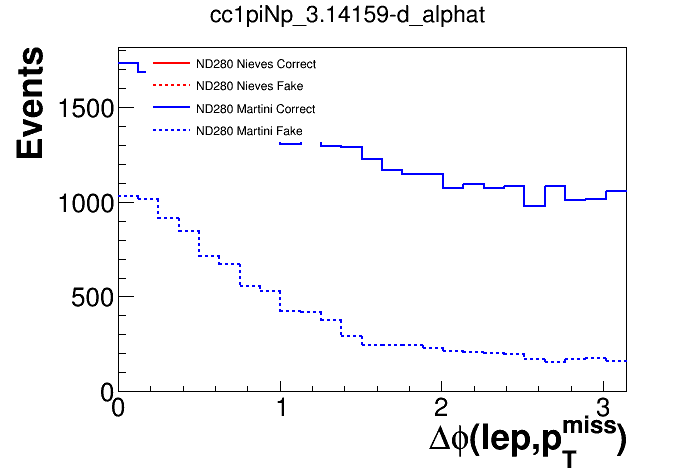 cc1piNp_3.14159-d_alphat
Events
1500
1000
500
0
ND280 Nieves Correct
ND280 Nieves Fake
ND280 Martini Correct
ND280 Martini Fake
0 1 2 3
Δϕ(lep,p_T^miss)